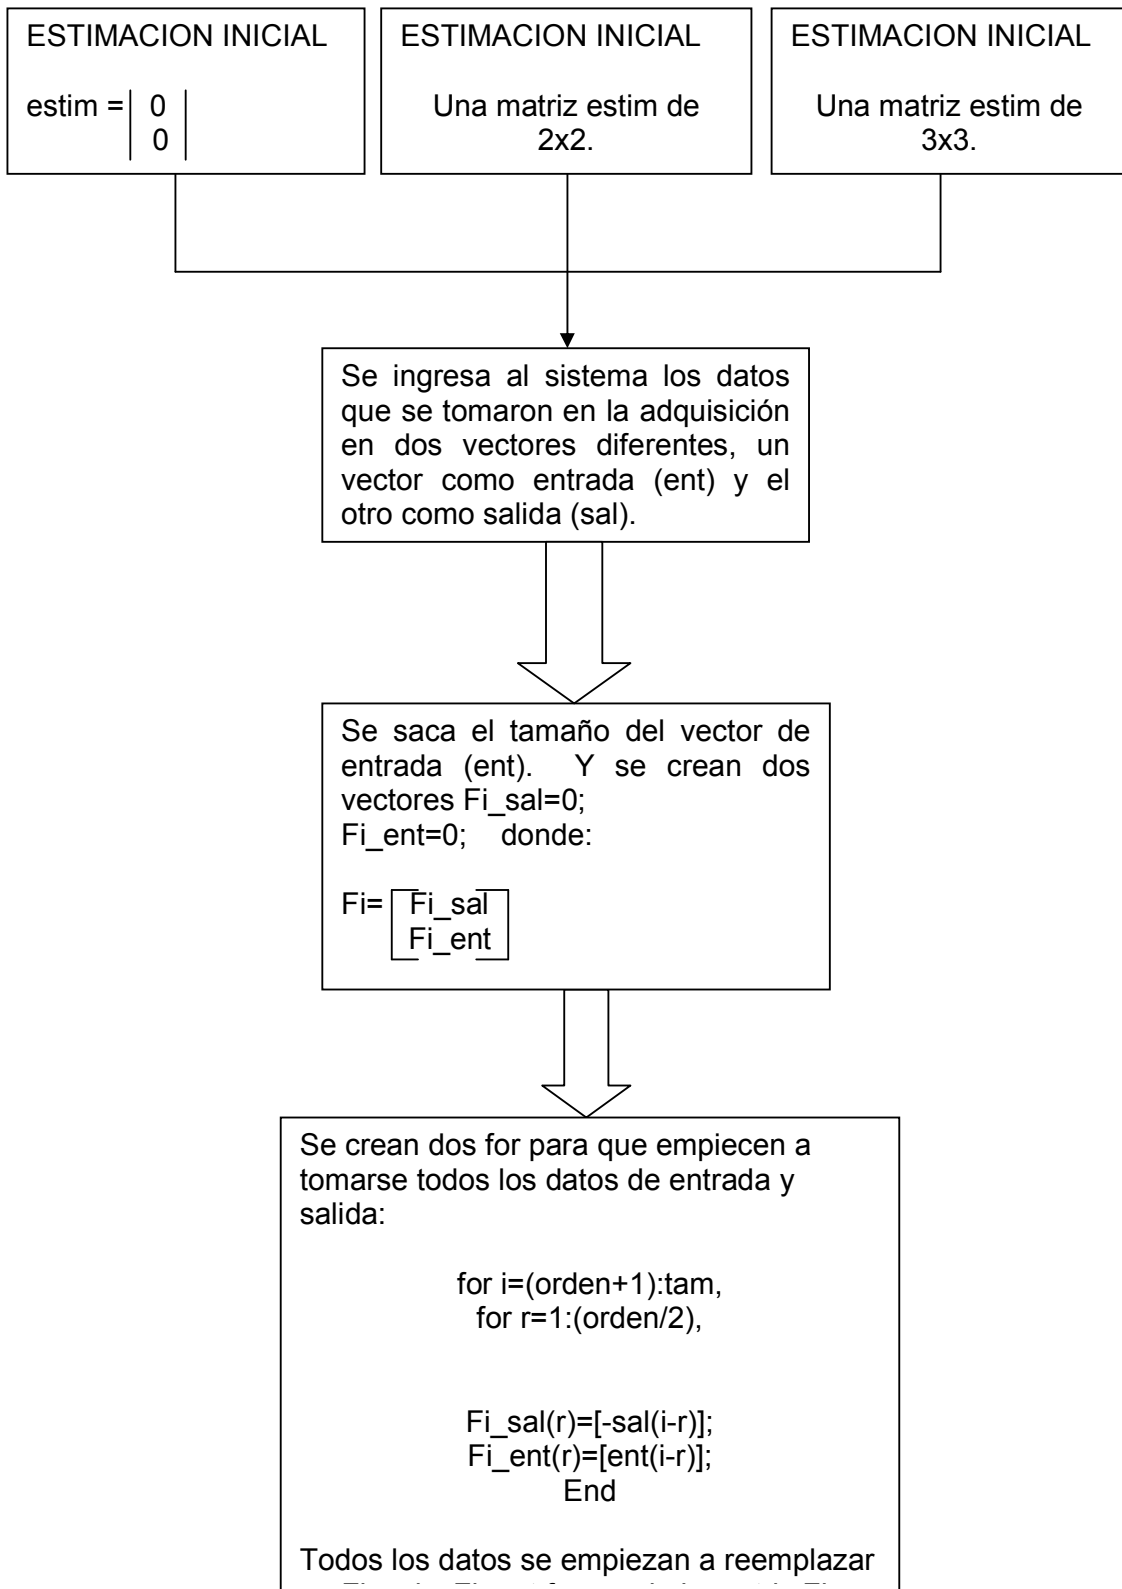 ESTIMACION INICIAL
estim = 0
0
ESTIMACION INICIAL
Una matriz estim de
2x2.
ESTIMACION INICIAL
Una matriz estim de
3x3.
Se ingresa al sistema los datos
que se tomaron en la adquisición
en dos vectores diferentes, un
vector como entrada (ent) y el
otro como salida (sal).
Se saca el tamaño del vector de
entrada (ent). Y se crean dos
vectores Fi_sal=0;
Fi_ent=0; donde:
Fi= Fi_sal
Fi_ent
Se crean dos for para que empiecen a
tomarse todos los datos de entrada y
salida:
for i=(orden+1):tam,
for r=1:(orden/2),
Fi_sal(r)=[-sal(i-r)];
Fi_ent(r)=[ent(i-r)];
End
Todos los datos se empiezan a reemplazar